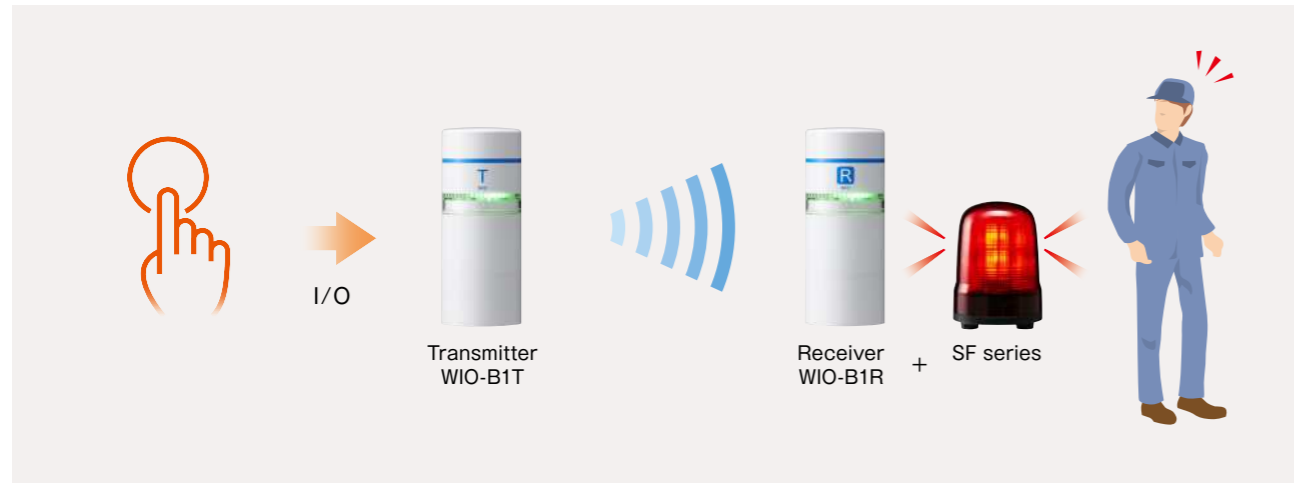 I/O
T
Transmitter
WIO-B1T
R
Receiver
WIO-B1R
+
SF series